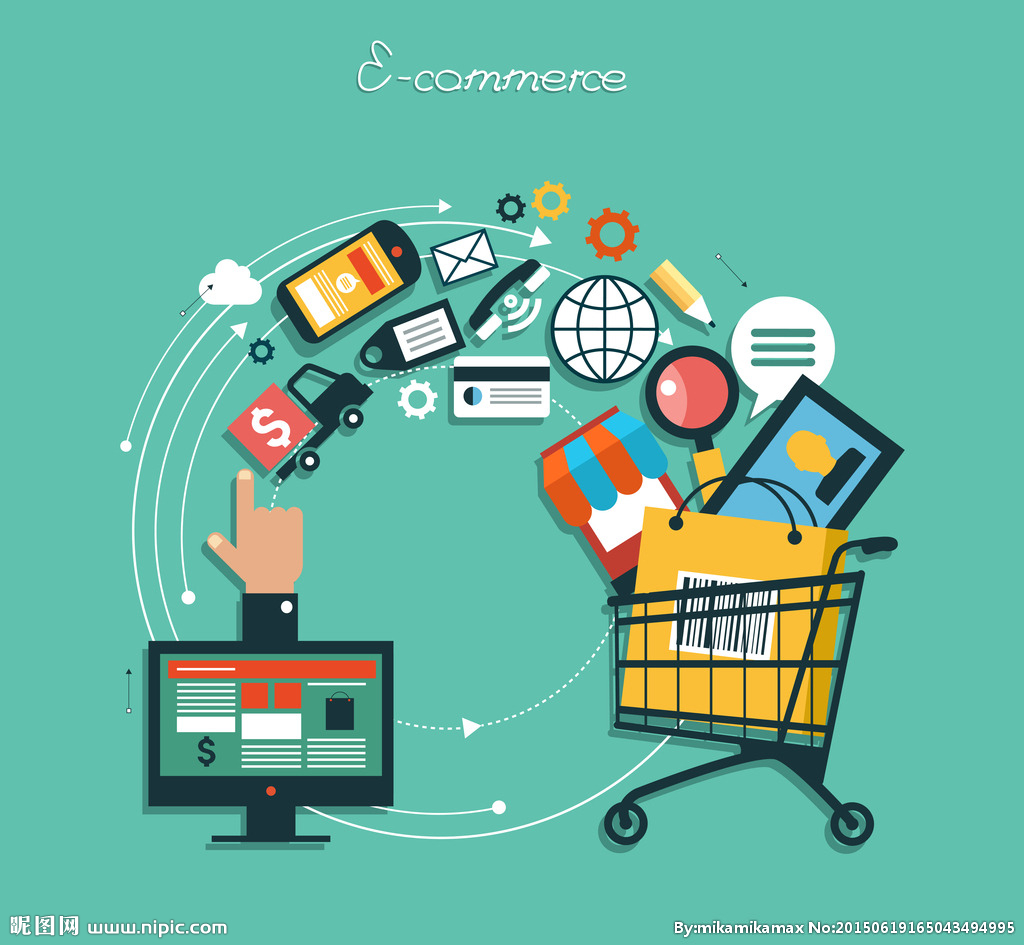 E-commerce
$
$
昵图网 www.nipic.com
By:mikamikamax No:20150619165043494995